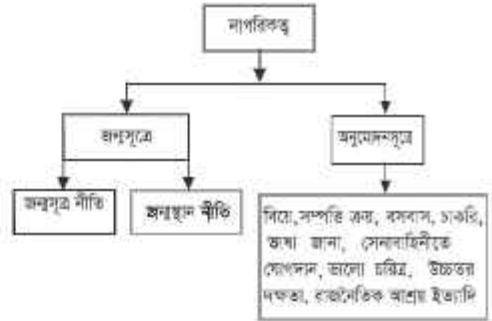 নাগরিকত্ব
জন্মসূত্রে
অনুমোদনসূত্রে
জন্মসূত্র নীতি
জন্মস্থান নীতি
বিয়ে, সম্পত্তি ক্রয়, বসবাস, চাকরি,
ভাষা জানা, সেনাবাহিনীতে
যোগদান, ভালো চরিত্র, উচ্চতর
দক্ষতা, রাজনৈতিক আশ্রয় ইত্যাদি